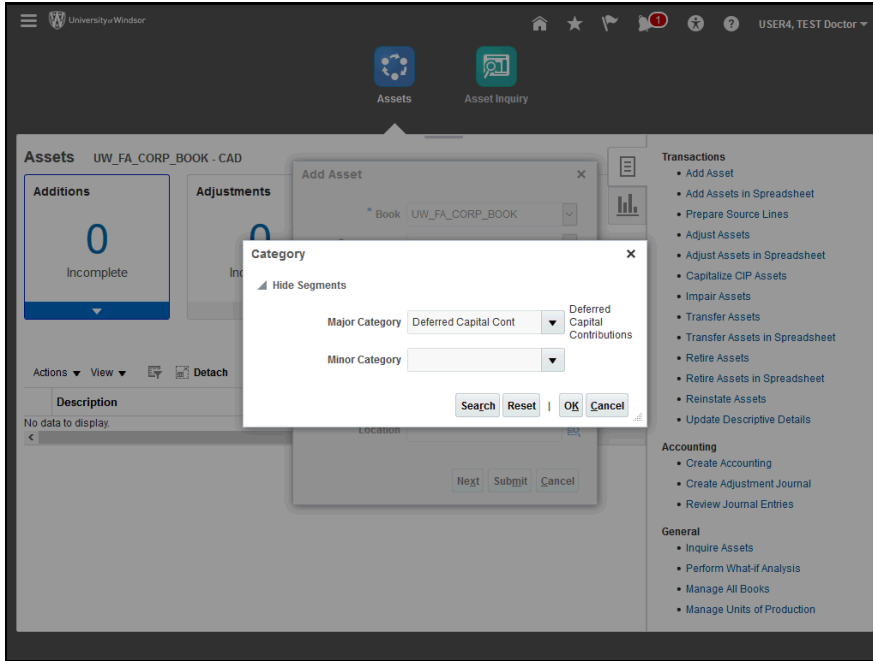 University of Windsor
1
USER4, TEST Doctor
Assets
Asset Inquiry
Assets UW_FA_CORP_BOOK - CAD
Additions
0
Incomplete
Adjustments
0
Inc
Actions View Detach
Description
No data to display.
Add Asset
* Book UW_FA_CORP_BOOK
Category
Hide Segments
Major Category Deferred Capital Cont
Deferred
Capital
Contributions
Minor Category
Search Reset | OK Cancel
Location
Next Submit Cancel
Transactions
• Add Asset
• Add Assets in Spreadsheet
• Prepare Source Lines
• Adjust Assets
• Adjust Assets in Spreadsheet
• Capitalize CIP Assets
• Impair Assets
• Transfer Assets
• Transfer Assets in Spreadsheet
• Retire Assets
• Retire Assets in Spreadsheet
• Reinstate Assets
• Update Descriptive Details
Accounting
• Create Accounting
• Create Adjustment Journal
• Review Journal Entries
General
• Inquire Assets
• Perform What-if Analysis
• Manage All Books
• Manage Units of Production